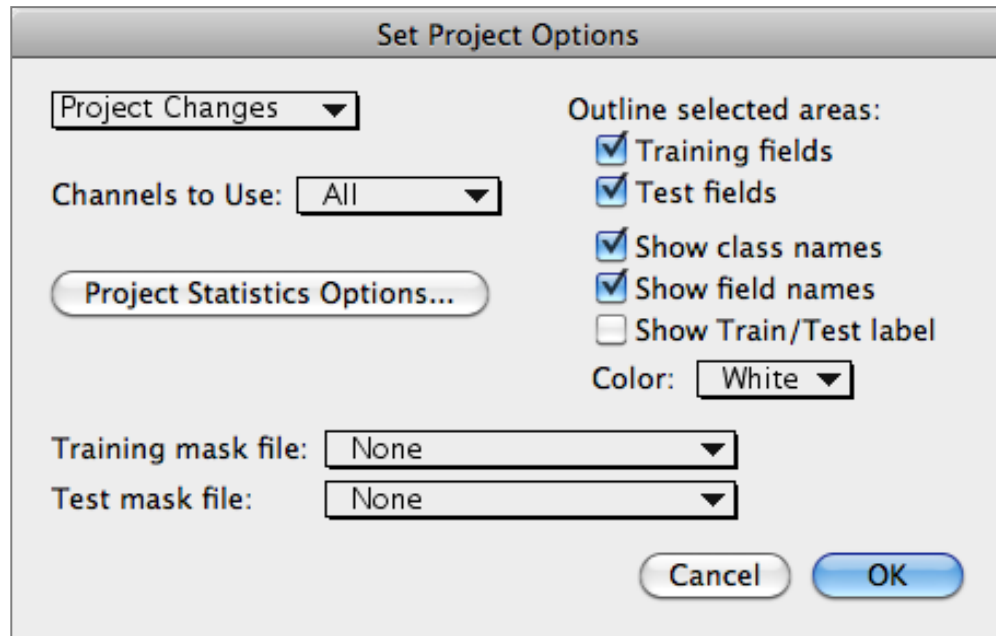 Set Project Options
Project Changes
Channels to Use: All
Project Statistics Options...
Outline selected areas:
Training fields
Test fields
Show class names
Show field names
Show Train/Test label
Color: White
Training mask file: None
Test mask file: None
Cancel OK